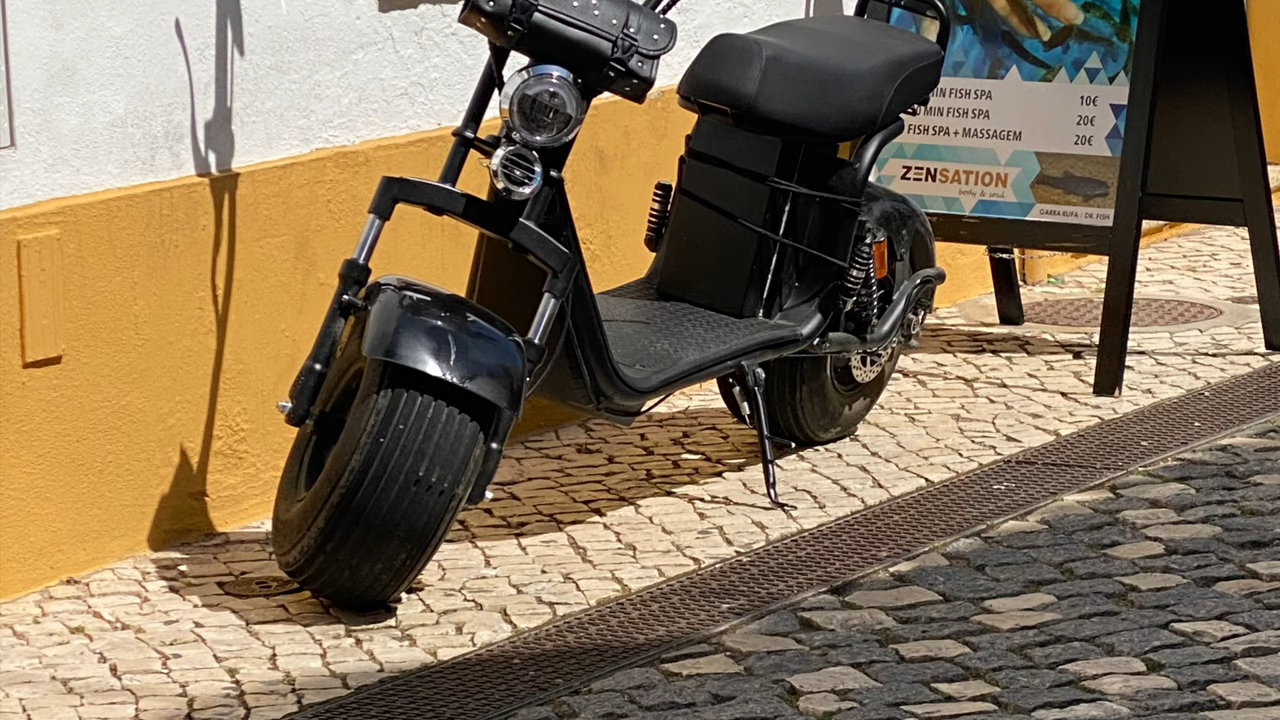 MIN FISH SPA 10€
MIN FISH SPA 20€
FISH SPA + MASSAGEM 20€
ZENSATION
body & soul
GARRA RUFA | DR. FISH